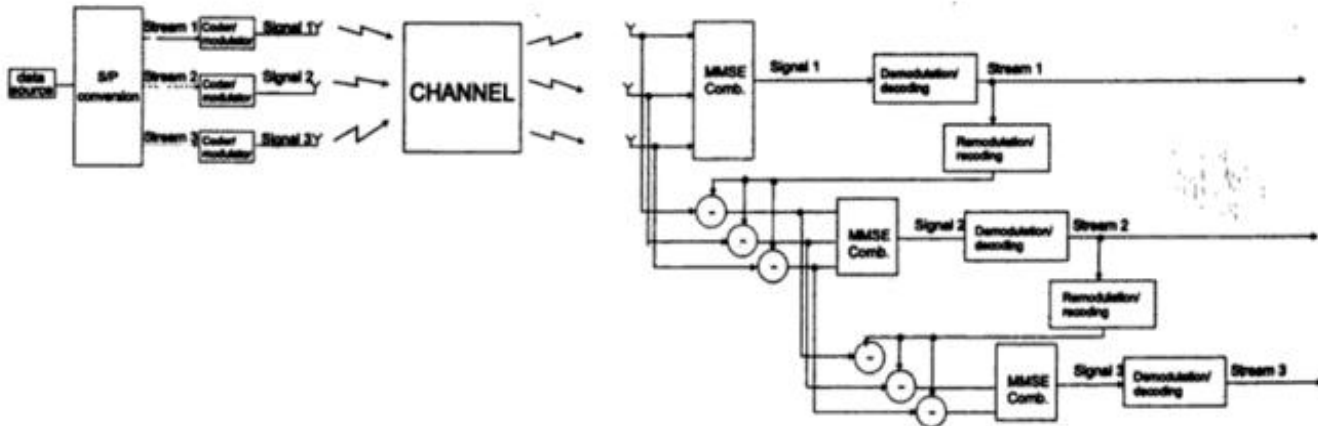 data
source
S/P
conversion
Stream 1
Coder/
modulator
Signal 1
Stream 2
Coder/
modulator
Signal 2
Stream 3
Coder/
modulator
Signal 3
CHANNEL
MMSE
Comb.
Signal 1
Demodulation/
decoding
Stream 1
Remodulation/
recoding
-
-
-
MMSE
Comb.
Signal 2
Demodulation/
decoding
Stream 2
Remodulation/
recoding
-
-
-
MMSE
Comb.
Signal 3
Demodulation/
decoding
Stream 3